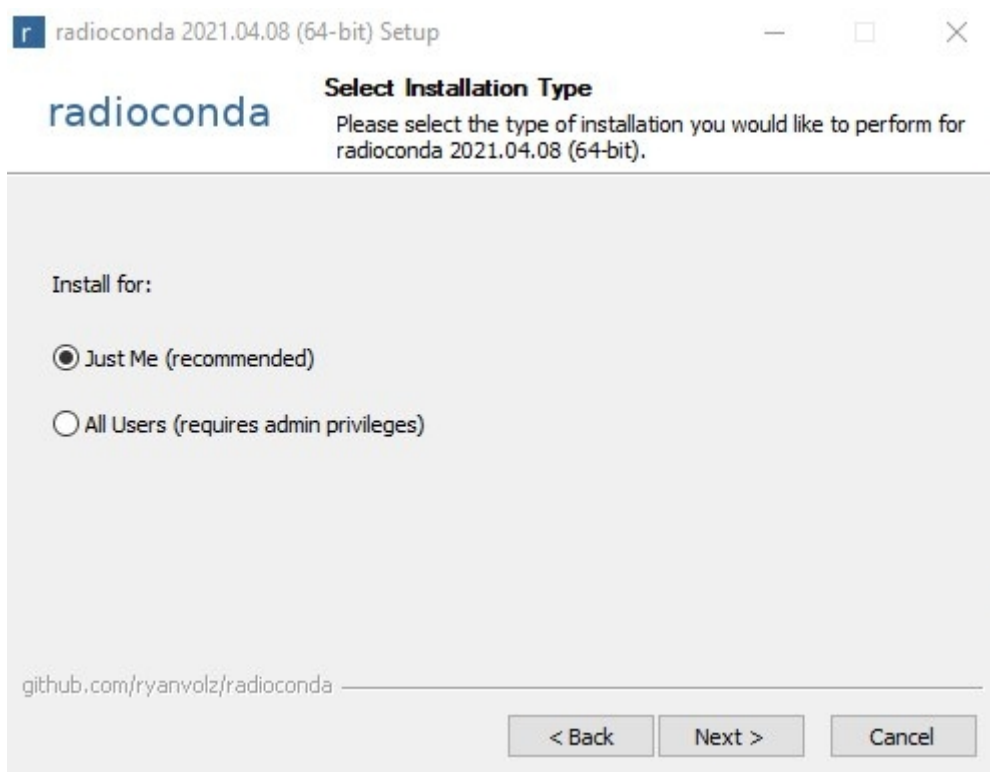 r radioconda 2021.04.08 (64-bit) Setup
radioconda
Select Installation Type
Please select the type of installation you would like to perform for
radioconda 2021.04.08 (64-bit).
Install for:
Just Me (recommended)
All Users (requires admin privileges)
github.com/ryanvolz/radioconda
< Back Next > Cancel